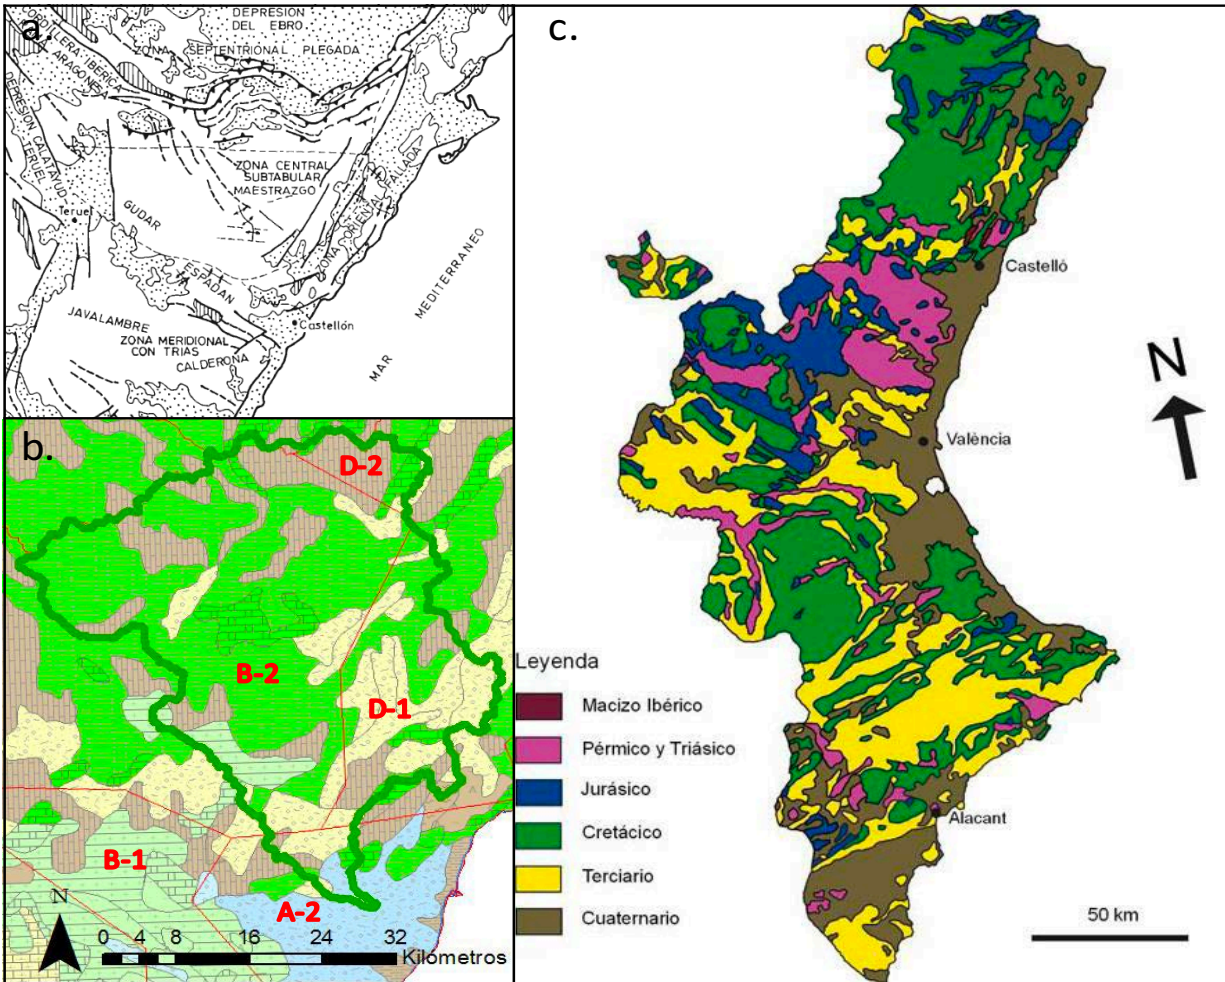 a.
DEPRESION
DEL EBRO
ZONA SEPTENTRIONAL PLEGADA
CORDILLERA IBERICA
ARAGONESA
DEPRESION CALATAYUD
TERUEL
ZONA CENTRAL
SUBTABULAR
MAESTRAZGO
ZONA ORIENTAL FALLADA
Teruel
GUDAR
ESPADAN
MEDITERRANEO
JAVALAMBRE
Castellón
ZONA MERIDIONAL
CON TRIAS
CALDERONA
MAR
b.
D-2
B-2
D-1
B-1
A-2
N
0 4 8 16 24 32
Kilómetros
c.
Castelló
N
València
Leyenda
Macizo Ibérico
Pérmico y Triásico
Jurásico
Cretácico
Terciario
Cuaternario
Alacant
50 km